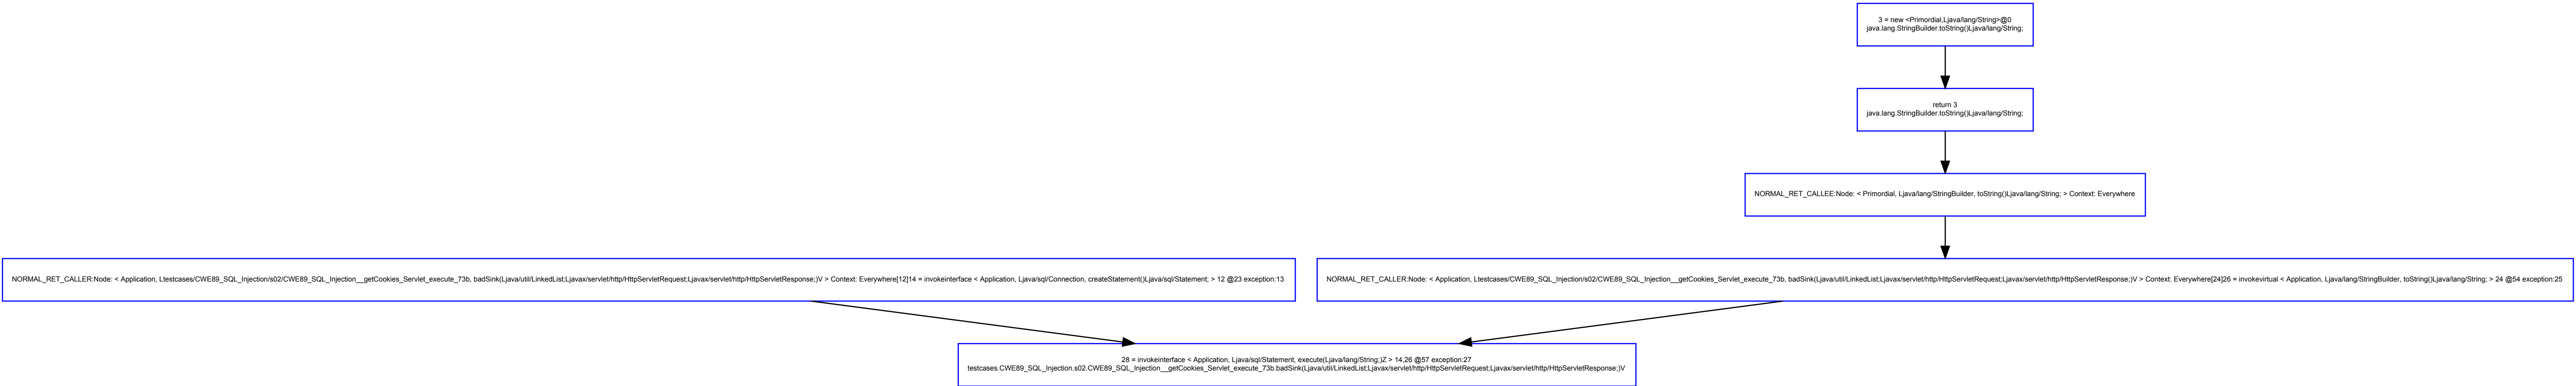 3 = new <Primordial,Ljava/lang/String>@0
java.lang.StringBuilder.toString()Ljava/lang/String;
return 3
java.lang.StringBuilder.toString()Ljava/lang/String;
NORMAL_RET_CALLEE:Node: < Primordial, Ljava/lang/StringBuilder, toString()Ljava/lang/String; > Context: Everywhere
NORMAL_RET_CALLER:Node: < Application, Ltestcases/CWE89_SQL_Injection/s02/CWE89_SQL_Injection__getCookies_Servlet_execute_73b, badSink(Ljava/util/LinkedList;Ljavax/servlet/http/HttpServletRequest;Ljavax/servlet/http/HttpServletResponse;)V > Context: Everywhere[12]14 = invokeinterface < Application, Ljava/sql/Connection, createStatement()Ljava/sql/Statement; > 12 @23 exception:13
NORMAL_RET_CALLER:Node: < Application, Ltestcases/CWE89_SQL_Injection/s02/CWE89_SQL_Injection__getCookies_Servlet_execute_73b, badSink(Ljava/util/LinkedList;Ljavax/servlet/http/HttpServletRequest;Ljavax/servlet/http/HttpServletResponse;)V > Context: Everywhere[24]26 = invokevirtual < Application, Ljava/lang/StringBuilder, toString()Ljava/lang/String; > 24 @54 exception:25
28 = invokeinterface < Application, Ljava/sql/Statement, execute(Ljava/lang/String;)Z > 14,26 @57 exception:27
testcases.CWE89_SQL_Injection.s02.CWE89_SQL_Injection__getCookies_Servlet_execute_73b.badSink(Ljava/util/LinkedList;Ljavax/servlet/http/HttpServletRequest;Ljavax/servlet/http/HttpServletResponse;)V